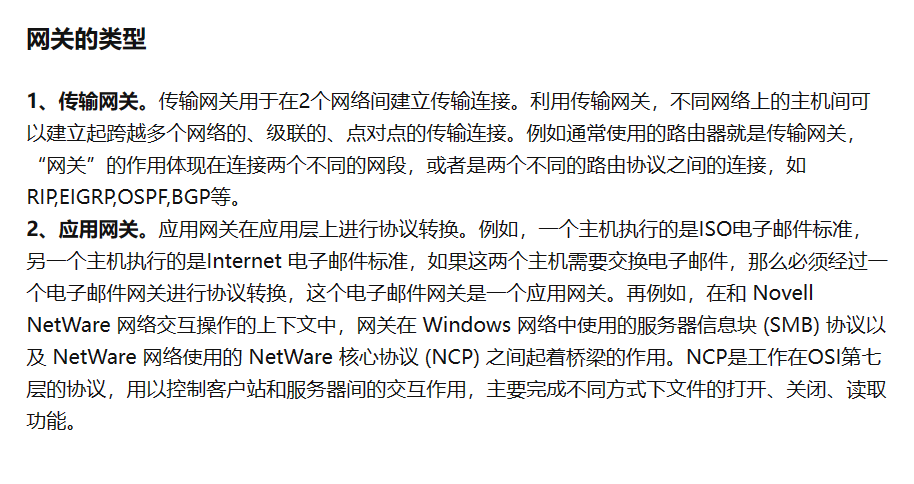 网关的类型
1、传输网关。传输网关用于在2个网络间建立传输连接。利用传输网关，不同网络上的主机间可
以建立起跨越多个网络的、级联的、点对点的传输连接。例如通常使用的路由器就是传输网关，
“网关”的作用体现在连接两个不同的网段，或者是两个不同的路由协议之间的连接，如
RIP,EIGRP,OSPF,BGP等。
2、应用网关。应用网关在应用层上进行协议转换。例如，一个主机执行的是ISO电子邮件标准，
另一个主机执行的是Internet 电子邮件标准，如果这两个主机需要交换电子邮件，那么必须经过一
个电子邮件网关进行协议转换，这个电子邮件网关是一个应用网关。再例如，在和 Novell
NetWare 网络交互操作的上下文中，网关在 Windows 网络中使用的服务器信息块 (SMB) 协议以
及 NetWare 网络使用的 NetWare 核心协议 (NCP) 之间起着桥梁的作用。NCP是工作在OSI第七
层的协议，用以控制客户站和服务器间的交互作用，主要完成不同方式下文件的打开、关闭、读取
功能。